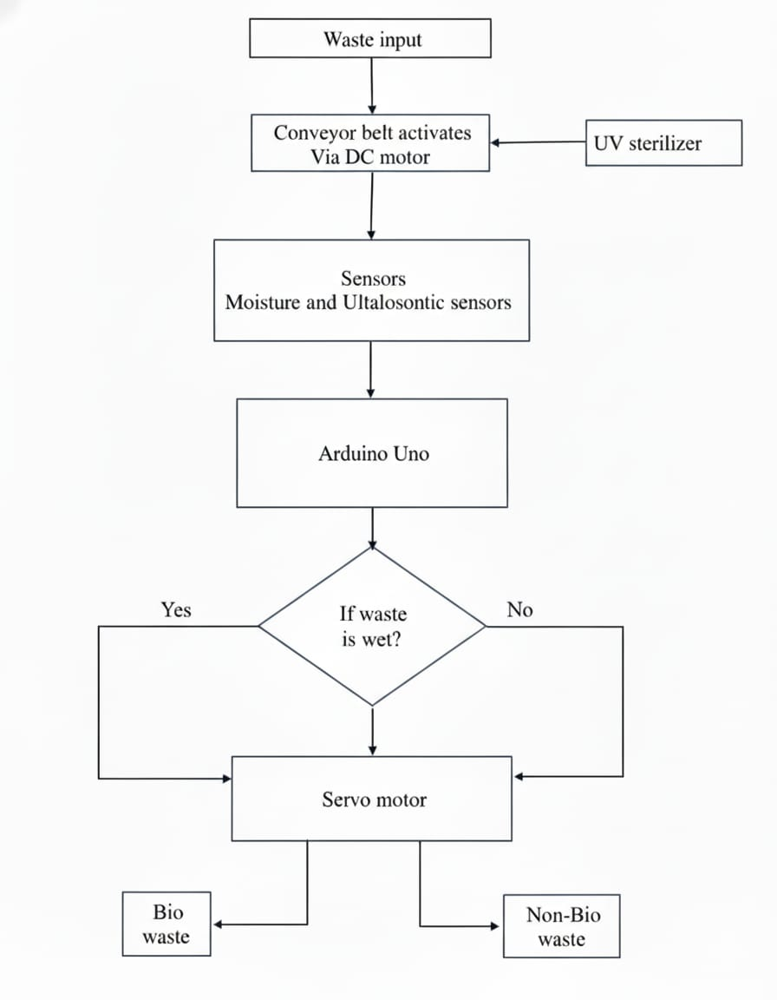 Waste input
Conveyor belt activates
Via DC motor
UV sterilizer
Sensors
Moisture and Ultalosontic sensors
Arduino Uno
Yes
If waste
is wet?
No
Servo motor
Bio
waste
Non-Bio
waste